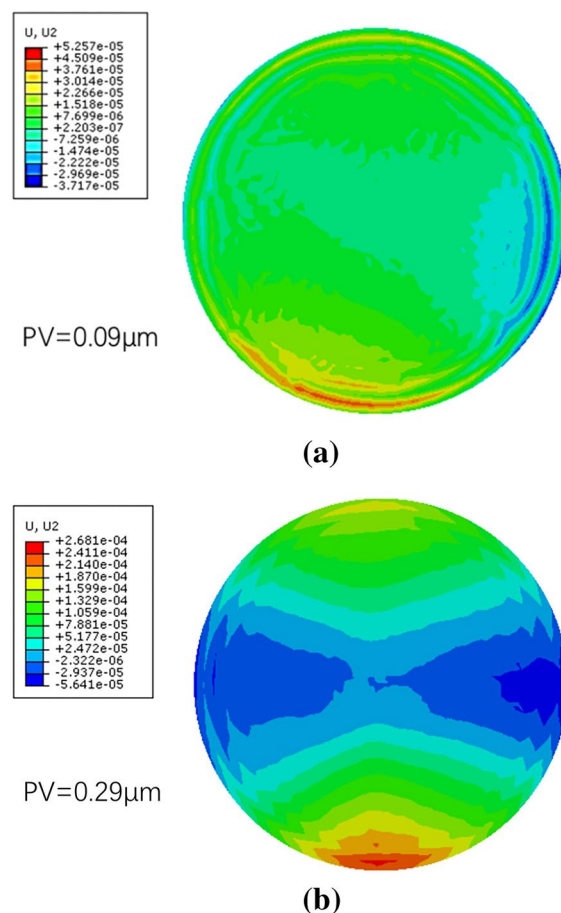 U, U2
+5.257e-05
+4.509e-05
+3.761e-05
+3.014e-05
+2.266e-05
+1.518e-05
+7.699e-06
+2.203e-07
-7.259e-06
-1.474e-05
-2.222e-05
-2.969e-05
-3.717e-05
PV=0.09μm
(a)
U, U2
+2.681e-04
+2.411e-04
+2.140e-04
+1.870e-04
+1.599e-04
+1.329e-04
+1.059e-04
+7.881e-05
+5.177e-05
+2.472e-05
-2.322e-06
-2.937e-05
-5.641e-05
PV=0.29μm
(b)